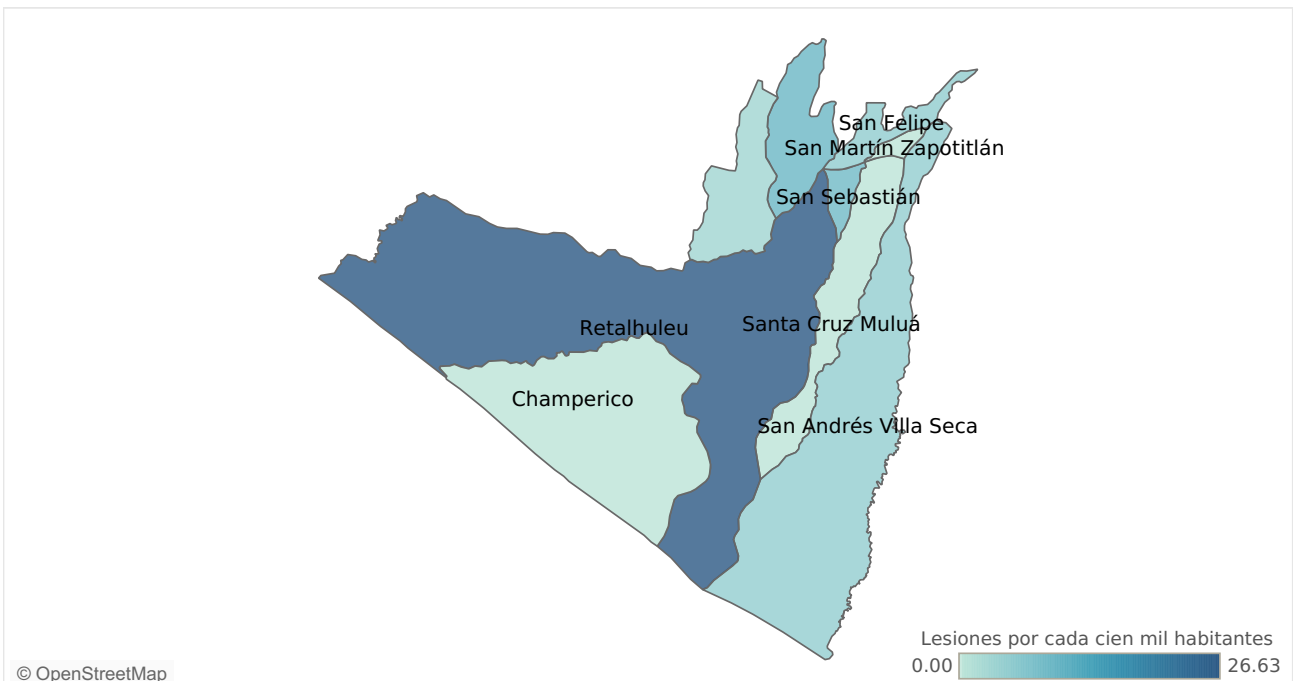 San Felipe
San Martín Zapotitlán
San Sebastián
Santa Cruz Muluá
Retalhuleu
Champerico
San Andrés Villa Seca
Lesiones por cada cien mil habitantes
0.00 26.63
© OpenStreetMap